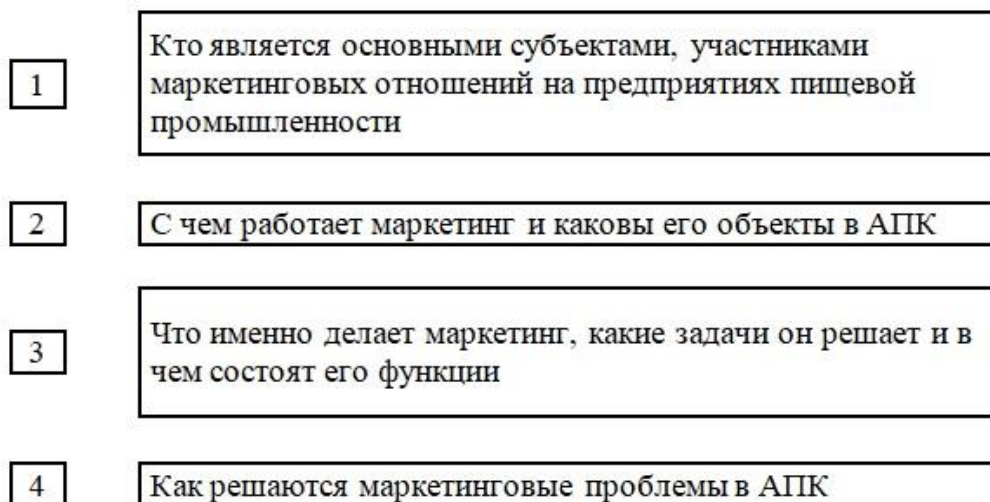 1
Кто является основными субъектами, участниками
маркетинговых отношений на предприятиях пищевой
промышленности
2
С чем работает маркетинг и каковы его объекты в АПК
3
Что именно делает маркетинг, какие задачи он решает и в
чем состоят его функции
4
Как решаются маркетинговые проблемы в АПК